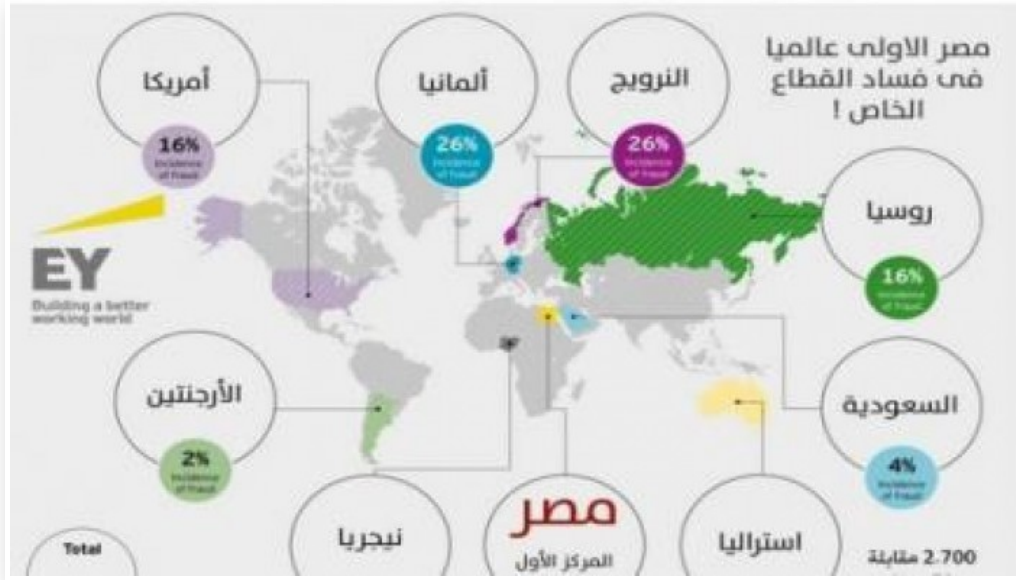 مصر الاولى عالميا
فى فساد القطاع
الخاص !
أمريكا
16%
Incidence
of fraud
ألمانيا
26%
Incidence
of fraud
النرويج
26%
Incidence
of fraud
روسيا
16%
Incidence
of fraud
EY
Building a better
working world
الأرجنتين
2%
Incidence
of fraud
السعودية
4%
Incidence
of fraud
نيجريا
مصر
المركز الأول
استراليا
Total
2.700 مقابلة